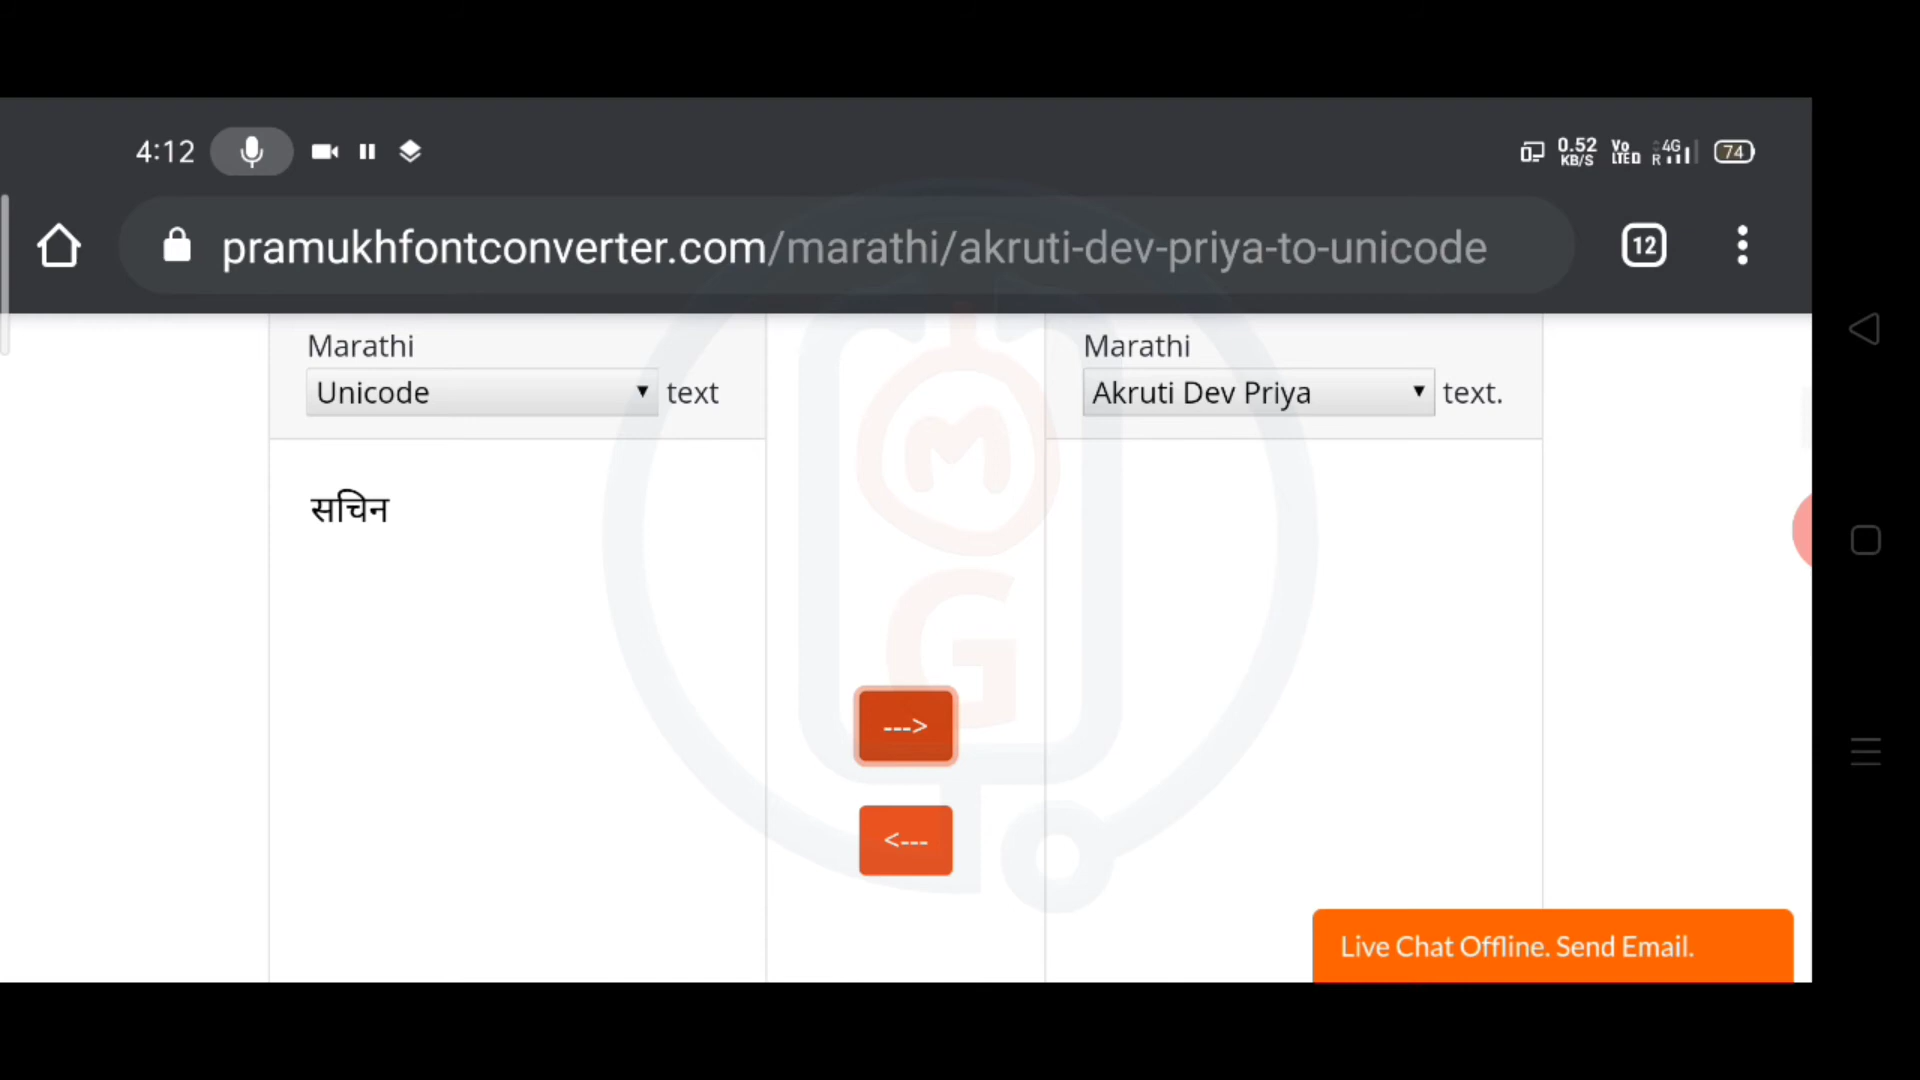 4:12
0.52
KB/S
Vo
LTED
4G
R
74
pramukhfontconverter.com/marathi/akruti-dev-priya-to-unicode
12
Marathi
Unicode text
Marathi
Akruti Dev Priya text.
सचिन
M
G
--->
<---
Live Chat Offline. Send Email.